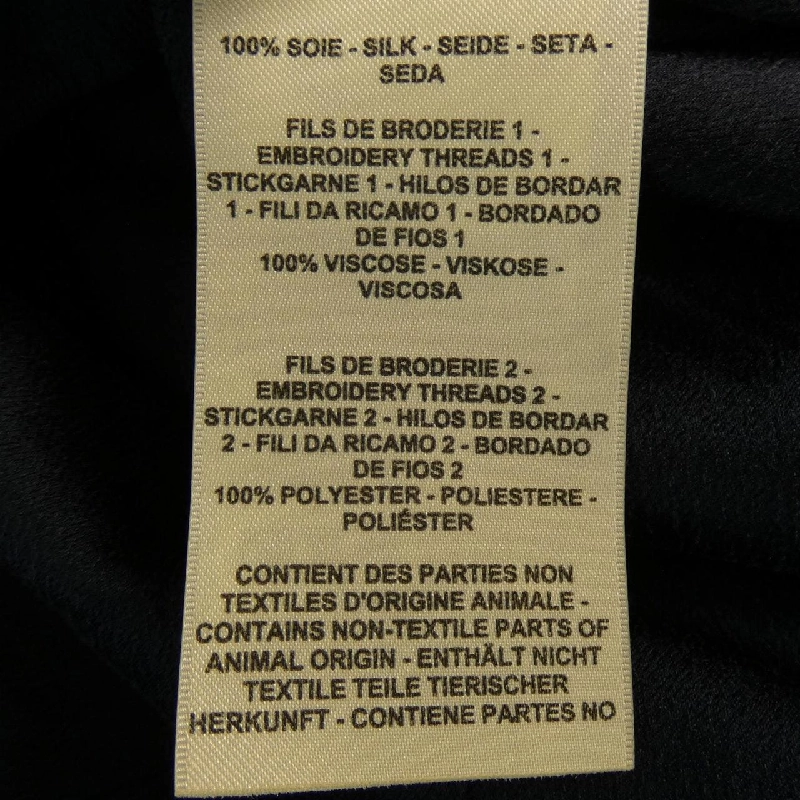 100% SOIE - SILK - SEIDE - SETA -
SEDA
FILS DE BRODERIE 1 -
EMBROIDERY THREADS 1 -
STICKGARNE 1 - HILOS DE BORDAR
1 - FILI DA RICAMO 1 - BORDADO
DE FIOS 1
100% VISCOSE - VISKOSE -
VISCOSA
FILS DE BRODERIE 2 -
EMBROIDERY THREADS 2 -
STICKGARNE 2 - HILOS DE BORDAR
2 - FILI DA RICAMO 2 - BORDADO
DE FIOS 2
100% POLYESTER - POLIESTERE -
POLIÉSTER
CONTIENT DES PARTIES NON
TEXTILES D'ORIGINE ANIMALE -
CONTAINS NON-TEXTILE PARTS OF
ANIMAL ORIGIN - ENTHÄLT NICHT
TEXTILE TEILE TIERISCHER
HERKUNFT - CONTIENE PARTES NO